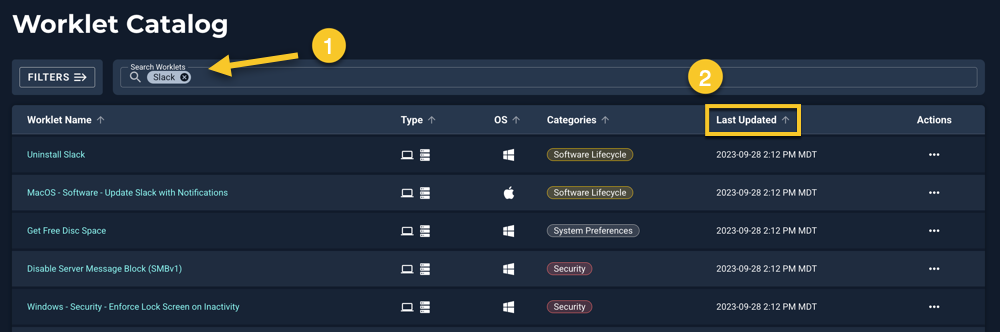 Worklet Catalog
1
FILTERS
Search Worklets
Slack
2
Worklet Name Type OS Categories Last Updated Actions
Uninstall Slack Software Lifecycle 2023-09-28 2:12 PM MDT
MacOS - Software - Update Slack with Notifications Software Lifecycle 2023-09-28 2:12 PM MDT
Get Free Disc Space System Preferences 2023-09-28 2:12 PM MDT
Disable Server Message Block (SMBv1) Security 2023-09-28 2:12 PM MDT
Windows - Security - Enforce Lock Screen on Inactivity Security 2023-09-28 2:12 PM MDT